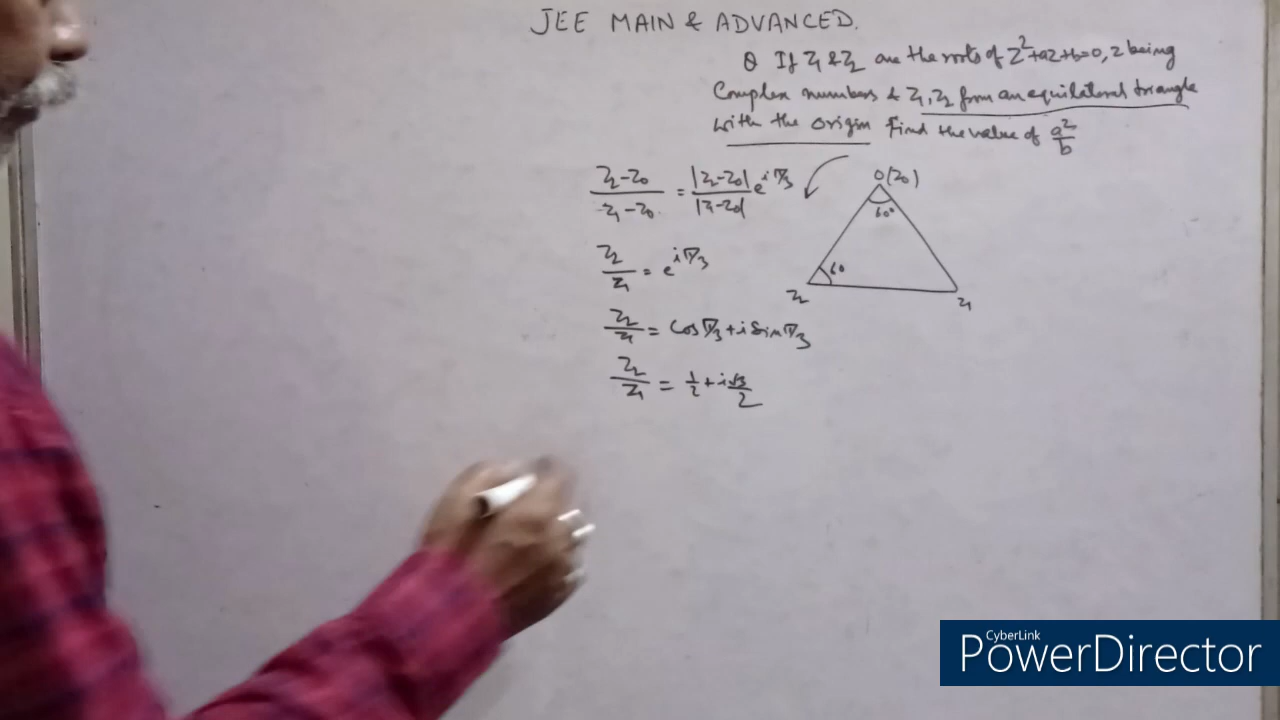 JEE MAIN & ADVANCED.
Q If Z₁ & Z₂ are the roots of Z²+az+b=0, z being
Complex numbers & Z₁, Z₂ from an equilateral triangle
with the origin Find the value of a²/b
(Z₂-Z₀)/(Z₁-Z₀) = |Z₂-Z₀|/|Z₁-Z₀| e^(iπ/3)
O(Z₀)
60°
Z₂/Z₁ = e^(iπ/3)
60
Z₂
Z₁
Z₂/Z₁ = Cos π/3 + i Sin π/3
Z₂/Z₁ = 1/2 + i√3/2
CyberLink
PowerDirector